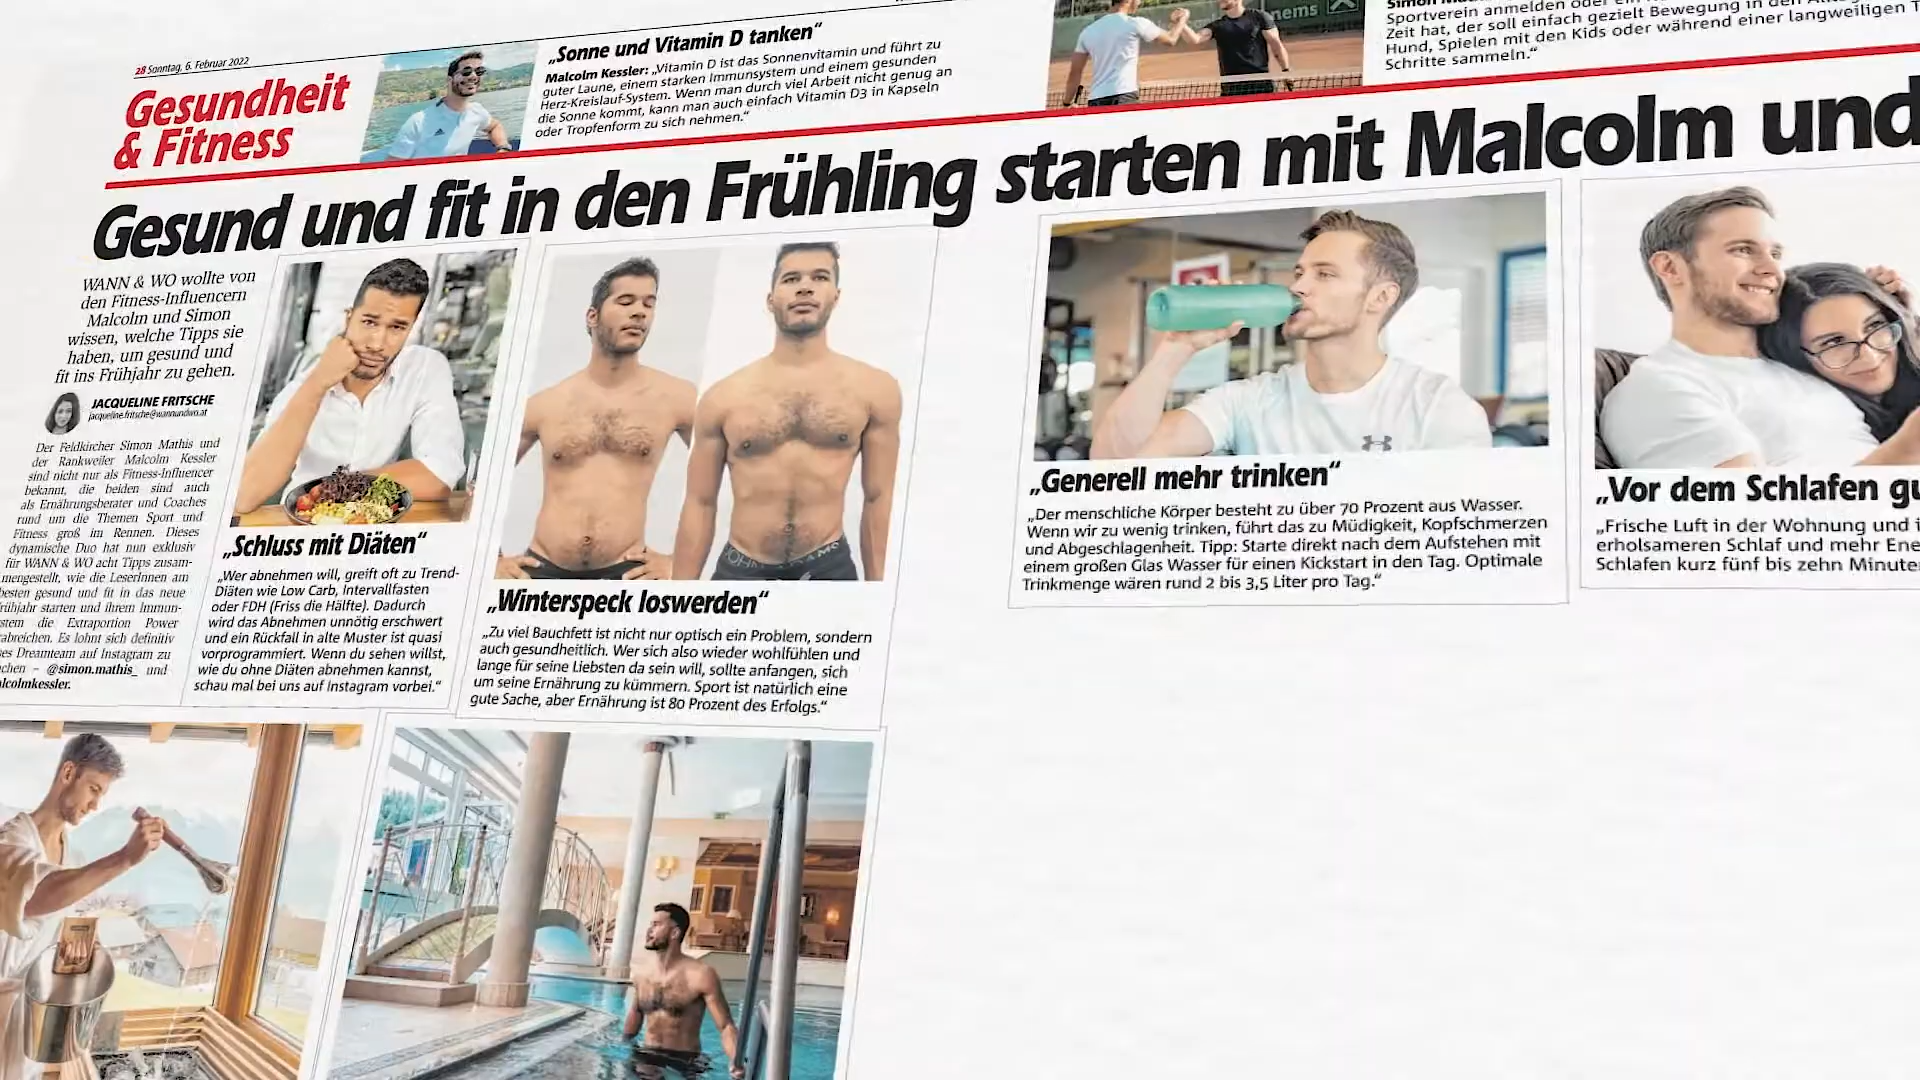 28 Sonntag, 6. Februar 2022
Gesundheit
& Fitness
„Sonne und Vitamin D tanken“
Malcolm Kessler: „Vitamin D ist das Sonnenvitamin und führt zu
guter Laune, einem starken Immunsystem und einem gesunden
Herz-Kreislauf-System. Wenn man durch viel Arbeit nicht genug an
die Sonne kommt, kann man auch einfach Vitamin D3 in Kapseln
oder Tropfenform zu sich nehmen.“
Sportverein anmelden oder
Zeit hat, der soll einfach gezielt Bewegung in den
Hund, Spielen mit den Kids oder während einer langweiligen
Schritte sammeln.“
Gesund und fit in den Frühling starten mit Malcolm und
WANN & WO wollte von
den Fitness-Influencern
Malcolm und Simon
wissen, welche Tipps sie
haben, um gesund und
fit ins Frühjahr zu gehen.
JACQUELINE FRITSCHE
jacqueline.fritsche@wannundwo.at
Der Feldkircher Simon Mathis und
der Rankweiler Malcolm Kessler
sind nicht nur als Fitness-Influencer
bekannt, die beiden sind auch
als Ernährungsberater und Coaches
rund um die Themen Sport und
Fitness groß im Rennen. Dieses
dynamische Duo hat nun exklusiv
für WANN & WO acht Tipps zusam-
mengestellt, wie die LeserInnen am
besten gesund und fit in das neue
rühjahr starten und ihrem Immun-
stem die Extraportion Power
abreichen. Es lohnt sich definitiv
es Dreamteam auf Instagram zu
chen – @simon.mathis_ und
lcolmkessler.
„Schluss mit Diäten“
„Wer abnehmen will, greift oft zu Trend-
Diäten wie Low Carb, Intervallfasten
oder FDH (Friss die Hälfte). Dadurch
wird das Abnehmen unnötig erschwert
und ein Rückfall in alte Muster ist quasi
vorprogrammiert. Wenn du sehen willst,
wie du ohne Diäten abnehmen kannst,
schau mal bei uns auf Instagram vorbei.“
„Winterspeck loswerden“
„Zu viel Bauchfett ist nicht nur optisch ein Problem, sondern
auch gesundheitlich. Wer sich also wieder wohlfühlen und
lange für seine Liebsten da sein will, sollte anfangen, sich
um seine Ernährung zu kümmern. Sport ist natürlich eine
gute Sache, aber Ernährung ist 80 Prozent des Erfolgs.“
„Generell mehr trinken“
„Der menschliche Körper besteht zu über 70 Prozent aus Wasser.
Wenn wir zu wenig trinken, führt das zu Müdigkeit, Kopfschmerzen
und Abgeschlagenheit. Tipp: Starte direkt nach dem Aufstehen mit
einem großen Glas Wasser für einen Kickstart in den Tag. Optimale
Trinkmenge wären rund 2 bis 3,5 Liter pro Tag.“
„Vor dem Schlafen gu
„Frische Luft in der Wohnung und i
erholsameren Schlaf und mehr Ene
Schlafen kurz fünf bis zehn Minute